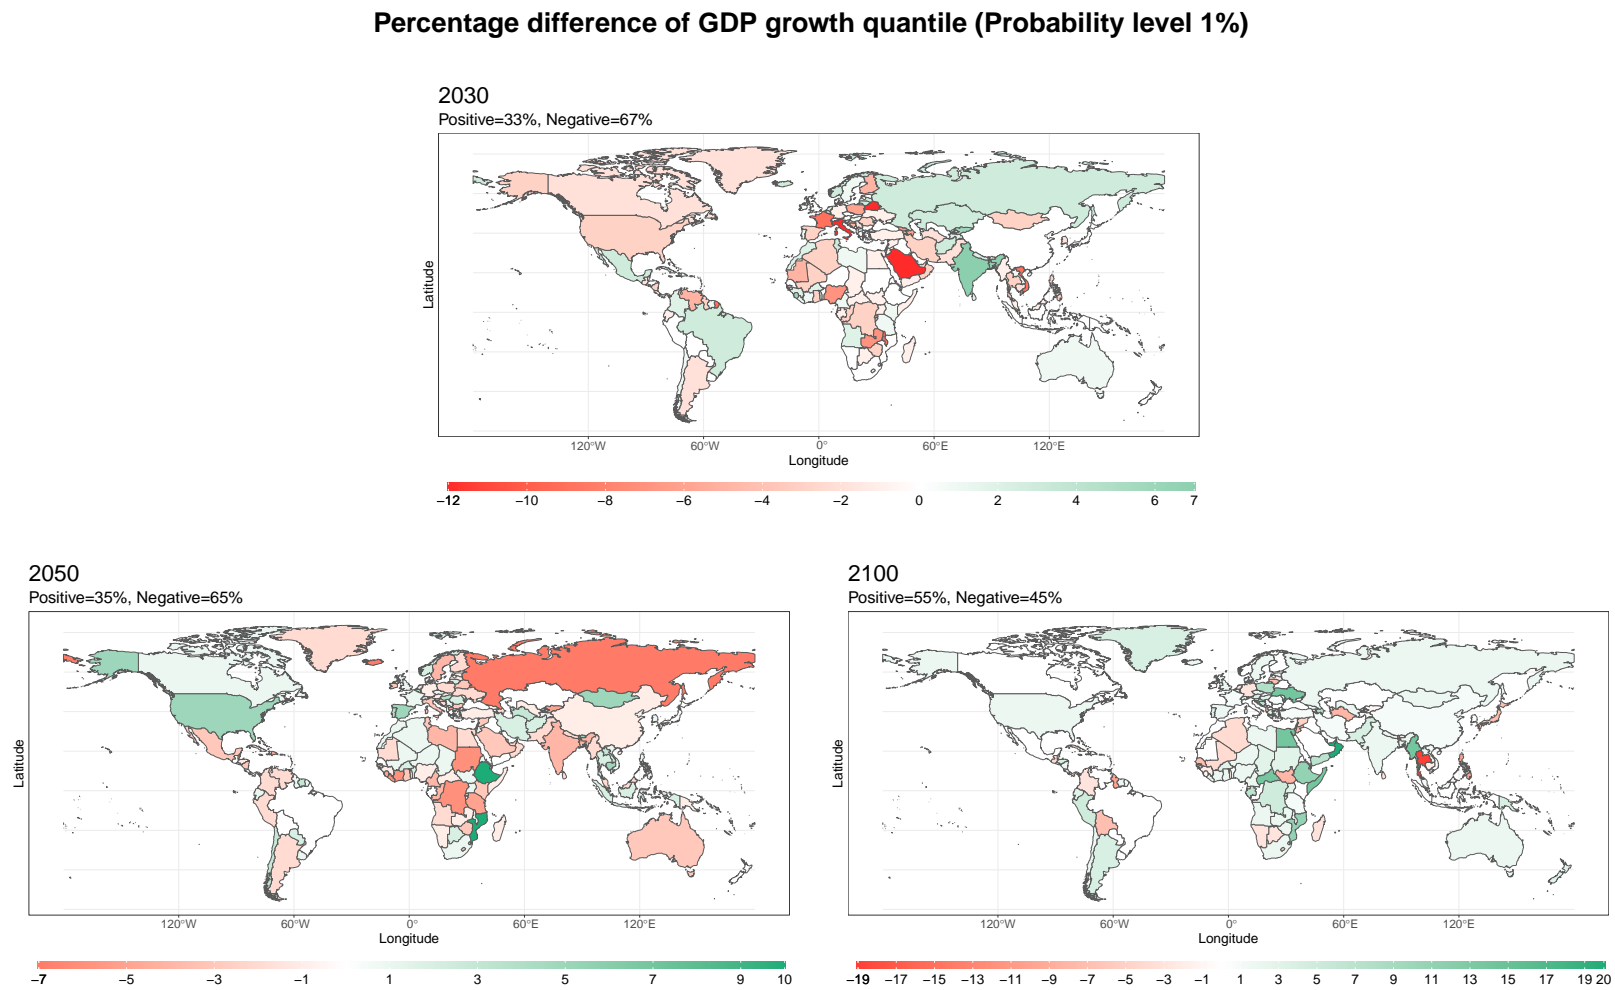 Percentage difference of GDP growth quantile (Probability level 1%)
2030
Positive=33%, Negative=67%
Latitude
120°W 60°W 0° 60°E 120°E
Longitude
−12 −10 −8 −6 −4 −2 0 2 4 6 7
2050
Positive=35%, Negative=65%
Latitude
120°W 60°W 0° 60°E 120°E
Longitude
−7 −5 −3 −1 1 3 5 7 9 10
2100
Positive=55%, Negative=45%
Latitude
120°W 60°W 0° 60°E 120°E
Longitude
−19 −17 −15 −13 −11 −9 −7 −5 −3 −1 1 3 5 7 9 11 13 15 17 19 20